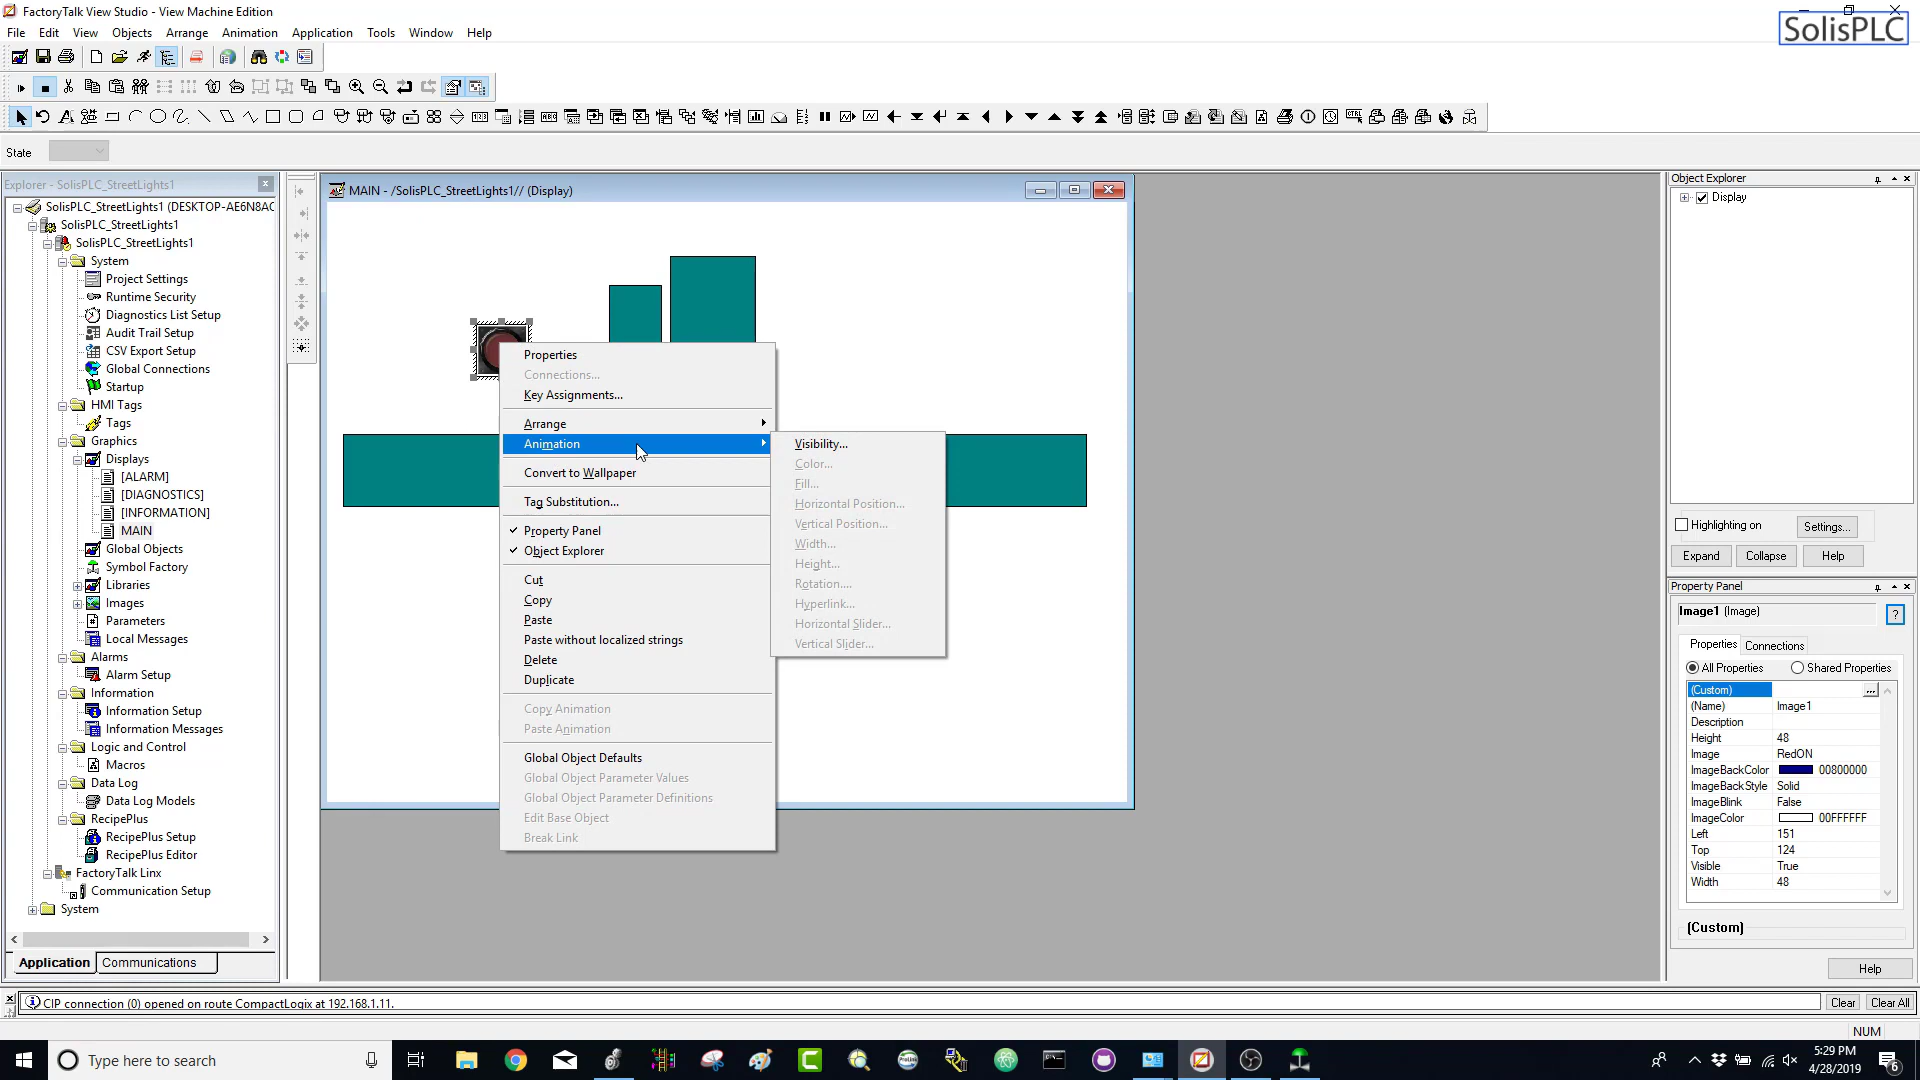 FactoryTalk View Studio - View Machine Edition
SolisPLC
File Edit View Objects Arrange Animation Application Tools Window Help
State
Explorer - SolisPLC_StreetLights1
SolisPLC_StreetLights1 (DESKTOP-AE6N8AC
SolisPLC_StreetLights1
SolisPLC_StreetLights1
System
Project Settings
Runtime Security
Diagnostics List Setup
Audit Trail Setup
CSV Export Setup
Global Connections
Startup
HMI Tags
Tags
Graphics
Displays
[ALARM]
[DIAGNOSTICS]
[INFORMATION]
MAIN
Global Objects
Symbol Factory
Libraries
Images
Parameters
Local Messages
Alarms
Alarm Setup
Information
Information Setup
Information Messages
Logic and Control
Macros
Data Log
Data Log Models
RecipePlus
RecipePlus Setup
RecipePlus Editor
FactoryTalk Linx
Communication Setup
System
Application Communications
MAIN - /SolisPLC_StreetLights1// (Display)
Properties
Connections...
Key Assignments...
Arrange
Animation
Convert to Wallpaper
Tag Substitution...
Property Panel
Object Explorer
Cut
Copy
Paste
Paste without localized strings
Delete
Duplicate
Copy Animation
Paste Animation
Global Object Defaults
Global Object Parameter Values
Global Object Parameter Definitions
Edit Base Object
Break Link
Visibility...
Color...
Fill...
Horizontal Position...
Vertical Position...
Width...
Height...
Rotation....
Hyperlink...
Horizontal Slider...
Vertical Slider...
Object Explorer
Display
Highlighting on Settings...
Expand Collapse Help
Property Panel
Image1 (Image) ?
Properties Connections
All Properties Shared Properties
(Custom) ...
(Name) Image1
Description
Height 48
Image RedON
ImageBackColor 00800000
ImageBackStyle Solid
ImageBlink False
ImageColor 00FFFFFF
Left 151
Top 124
Visible True
Width 48
(Custom)
Help
CIP connection (0) opened on route CompactLogix at 192.168.1.11.
Clear Clear All
NUM
Type here to search
5:29 PM
4/28/2019
6